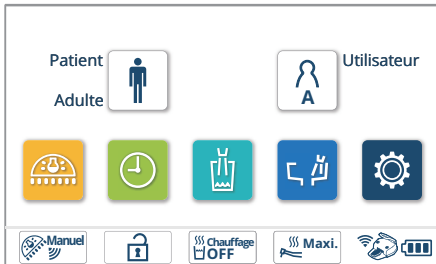 Patient
Adulte
Utilisateur
A
Manuel
Chauffage
OFF
Maxi.